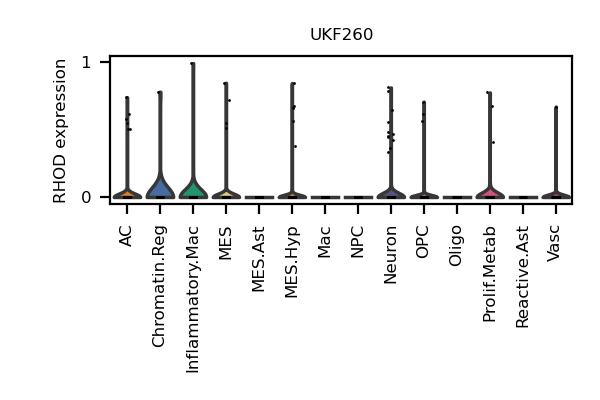 UKF260
RHOD expression
1
0
AC
Chromatin.Reg
Inflammatory.Mac
MES
MES.Ast
MES.Hyp
Mac
NPC
Neuron
OPC
Oligo
Prolif.Metab
Reactive.Ast
Vasc